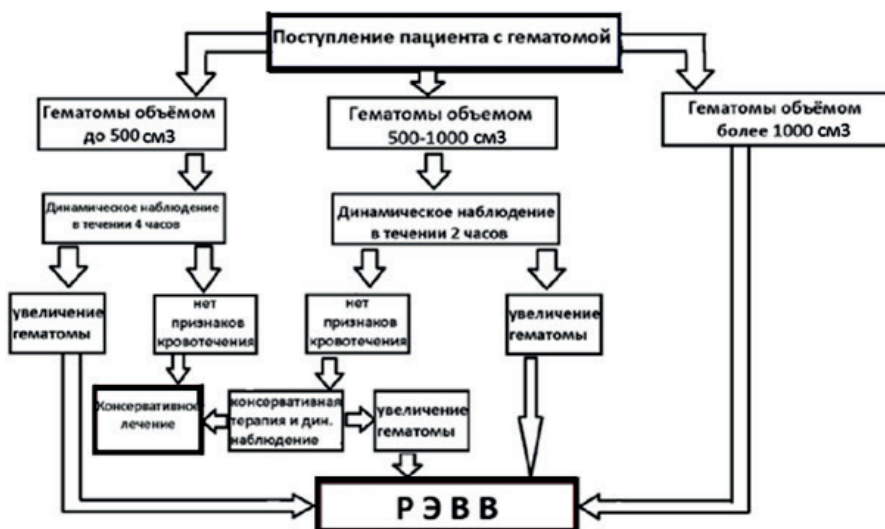 Поступление пациента с гематомой
Гематомы объёмом
до 500 см3
Гематомы объемом
500-1000 см3
Гематомы объёмом
более 1000 см3
Динамическое наблюдение
в течении 4 часов
Динамическое наблюдение
в течении 2 часов
увеличение
гематомы
нет
признаков
кровотечения
нет
признаков
кровотечения
увеличение
гематомы
Консервативное
лечение
консервативная
терапия и дин.
наблюдение
увеличение
гематомы
Р Э В В